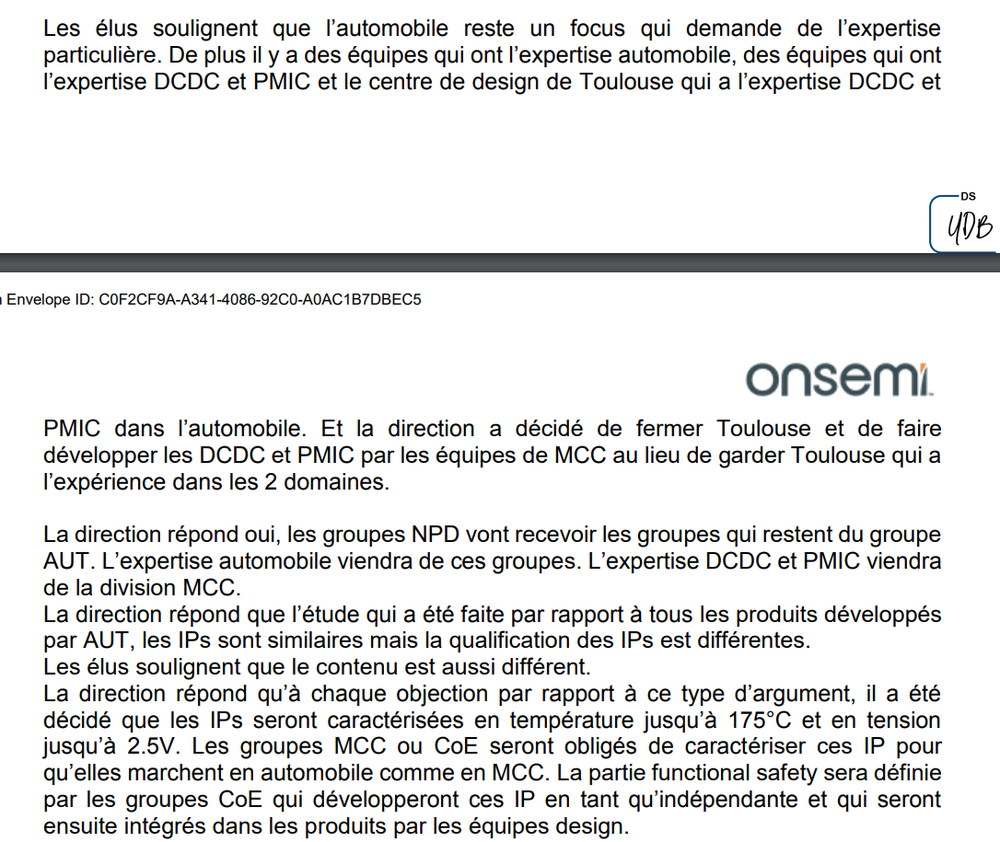 Les élus soulignent que l’automobile reste un focus qui demande de l’expertise
particulière. De plus il y a des équipes qui ont l’expertise automobile, des équipes qui ont
l’expertise DCDC et PMIC et le centre de design de Toulouse qui a l’expertise DCDC et
DS
YDB
Envelope ID: C0F2CF9A-A341-4086-92C0-A0AC1B7DBEC5
onsemi
PMIC dans l’automobile. Et la direction a décidé de fermer Toulouse et de faire
développer les DCDC et PMIC par les équipes de MCC au lieu de garder Toulouse qui a
l’expérience dans les 2 domaines.
La direction répond oui, les groupes NPD vont recevoir les groupes qui restent du groupe
AUT. L’expertise automobile viendra de ces groupes. L’expertise DCDC et PMIC viendra
de la division MCC.
La direction répond que l’étude qui a été faite par rapport à tous les produits développés
par AUT, les IPs sont similaires mais la qualification des IPs est différentes.
Les élus soulignent que le contenu est aussi différent.
La direction répond qu’à chaque objection par rapport à ce type d’argument, il a été
décidé que les IPs seront caractérisées en température jusqu’à 175°C et en tension
jusqu’à 2.5V. Les groupes MCC ou CoE seront obligés de caractériser ces IP pour
qu’elles marchent en automobile comme en MCC. La partie functional safety sera définie
par les groupes CoE qui développeront ces IP en tant qu’indépendante et qui seront
ensuite intégrés dans les produits par les équipes design.